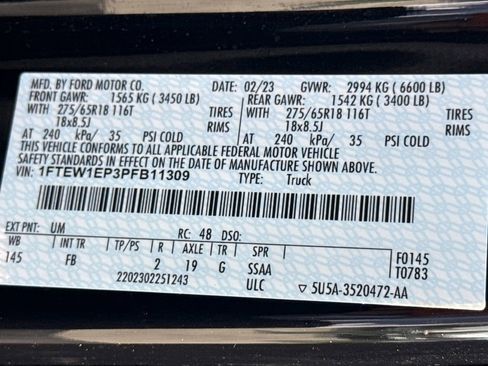 MFD. BY FORD MOTOR CO. DATE: 02/23 GVWR: 2994 KG ( 6600 LB)
FRONT GAWR: 1565 KG ( 3450 LB) REAR GAWR: 1542 KG ( 3400 LB)
WITH 275/65R18 116T TIRES WITH 275/65R18 116T TIRES
18x8.5J RIMS 18x8.5J RIMS
AT 240 kPa/ 35 PSI COLD AT 240 kPa/ 35 PSI COLD
THIS VEHICLE CONFORMS TO ALL APPLICABLE FEDERAL MOTOR VEHICLE
SAFETY STANDARDS IN EFFECT ON THE DATE OF MANUFACTURE SHOWN ABOVE.
VIN: 1FTEW1EP3PFB11309 TYPE: Truck
EXT PNT: UM RC: 48 DSO: F0145
WB INT TR TP/PS R AXLE TR SPR T0783
145 FB 2 19 G SSAA
2202302251243 ULC ▽ 5U5A-3520472-AA